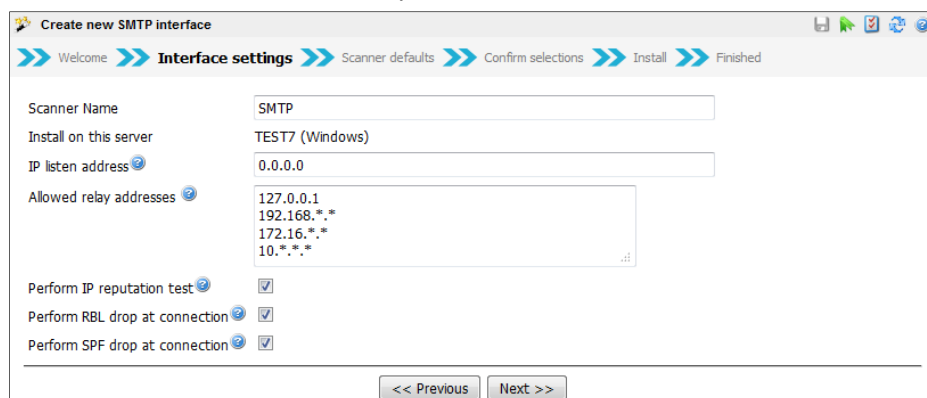 Create new SMTP interface
Welcome Interface settings Scanner defaults Confirm selections Install Finished
Scanner Name SMTP
Install on this server TEST7 (Windows)
IP listen address 0.0.0.0
Allowed relay addresses 127.0.0.1
192.168.*.*
172.16.*.*
10.*.*.*
Perform IP reputation test
Perform RBL drop at connection
Perform SPF drop at connection
<< Previous Next >>